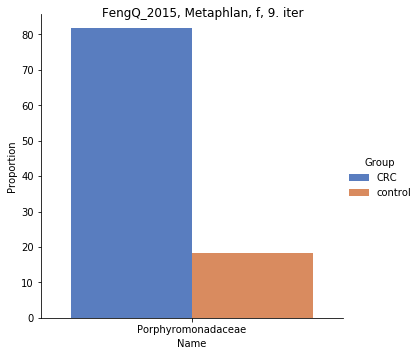 FengQ_2015, Metaphlan, f, 9. iter
80
70
60
50
40
30
20
10
0
Proportion
Porphyromonadaceae
Name
Group
CRC
control